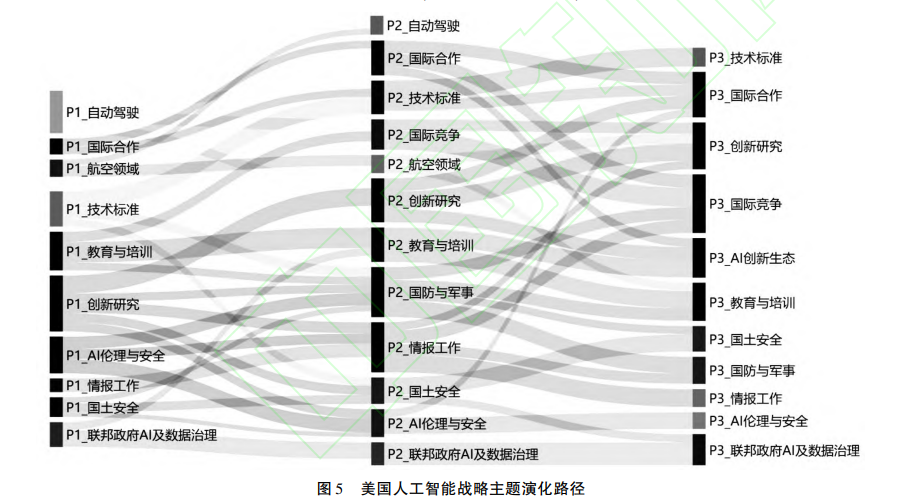 P1_自动驾驶
P1_国际合作
P1_航空领域
P1_技术标准
P1_教育与培训
P1_创新研究
P1_AI伦理与安全
P1_情报工作
P1_国土安全
P1_联邦政府AI及数据治理
P2_自动驾驶
P2_国际合作
P2_技术标准
P2_国际竞争
P2_航空领域
P2_创新研究
P2_教育与培训
P2_国防与军事
P2_情报工作
P2_国土安全
P2_AI伦理与安全
P2_联邦政府AI及数据治理
P3_技术标准
P3_国际合作
P3_创新研究
P3_国际竞争
P3_AI创新生态
P3_教育与培训
P3_国土安全
P3_国防与军事
P3_情报工作
P3_AI伦理与安全
P3_联邦政府AI及数据治理
图 5 美国人工智能战略主题演化路径